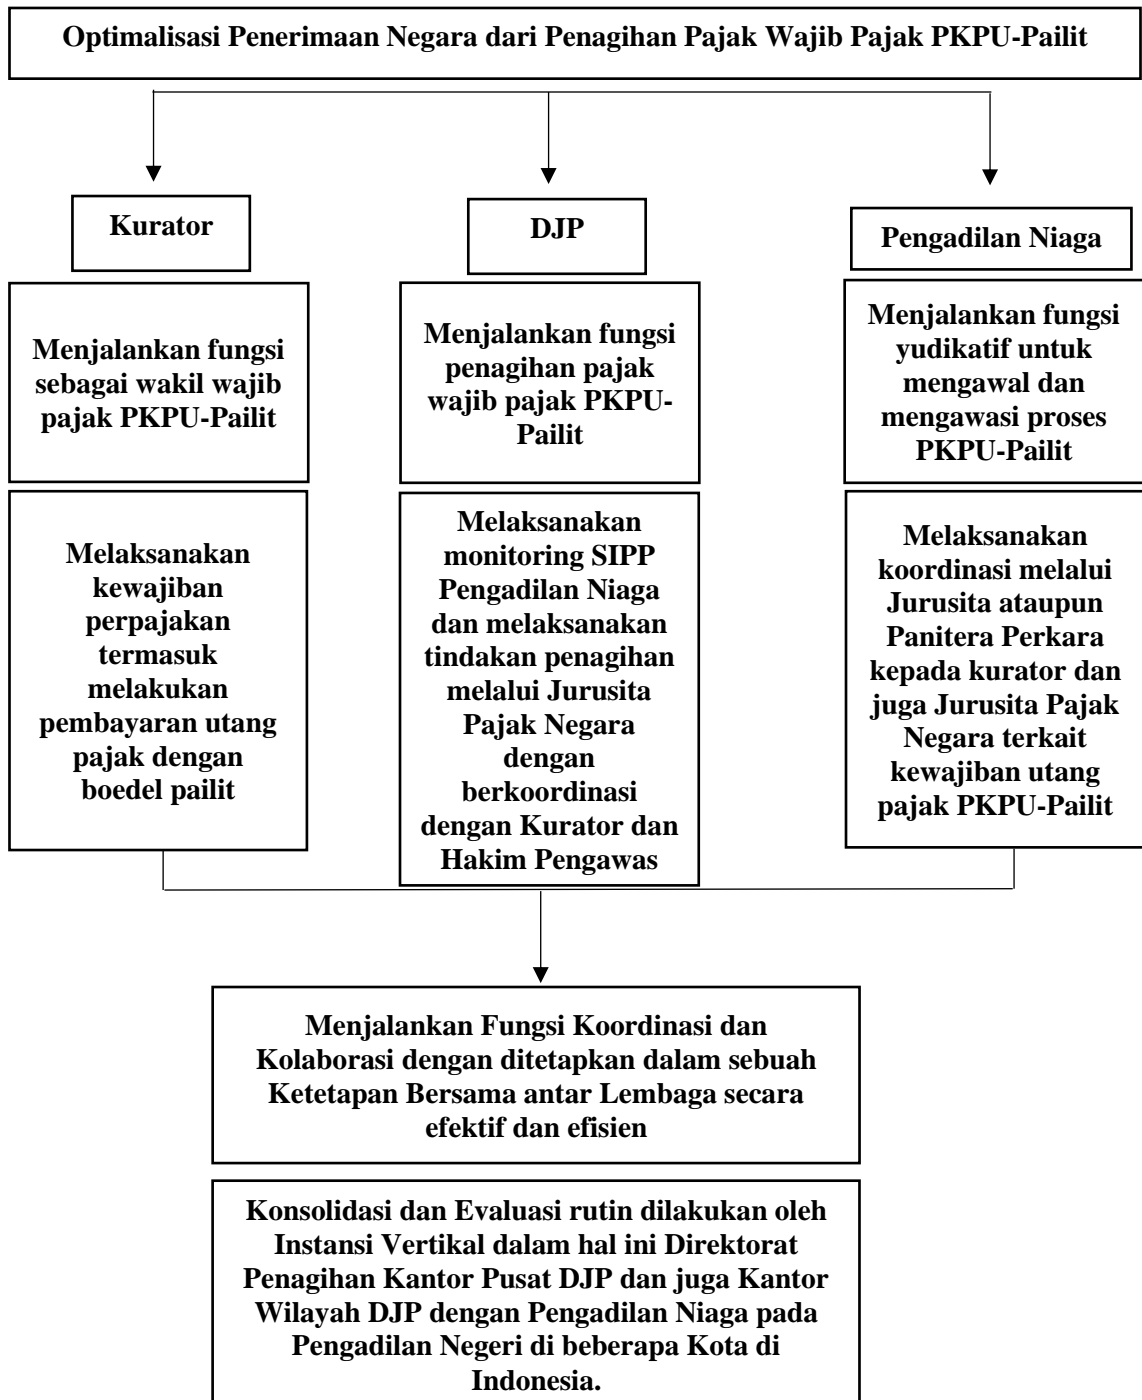 Optimalisasi Penerimaan Negara dari Penagihan Pajak Wajib Pajak PKPU-Pailit
Kurator
Menjalankan fungsi
sebagai wakil wajib
pajak PKPU-Pailit
Melaksanakan
kewajiban
perpajakan
termasuk
melakukan
pembayaran utang
pajak dengan
boedel pailit
DJP
Menjalankan fungsi
penagihan pajak
wajib pajak PKPU-
Pailit
Melaksanakan
monitoring SIPP
Pengadilan Niaga
dan melaksanakan
tindakan penagihan
melalui Jurusita
Pajak Negara
dengan
berkoordinasi
dengan Kurator dan
Hakim Pengawas
Pengadilan Niaga
Menjalankan fungsi
yudikatif untuk
mengawal dan
mengawasi proses
PKPU-Pailit
Melaksanakan
koordinasi melalui
Jurusita ataupun
Panitera Perkara
kepada kurator dan
juga Jurusita Pajak
Negara terkait
kewajiban utang
pajak PKPU-Pailit
Menjalankan Fungsi Koordinasi dan
Kolaborasi dengan ditetapkan dalam sebuah
Ketetapan Bersama antar Lembaga secara
efektif dan efisien
Konsolidasi dan Evaluasi rutin dilakukan oleh
Instansi Vertikal dalam hal ini Direktorat
Penagihan Kantor Pusat DJP dan juga Kantor
Wilayah DJP dengan Pengadilan Niaga pada
Pengadilan Negeri di beberapa Kota di
Indonesia.